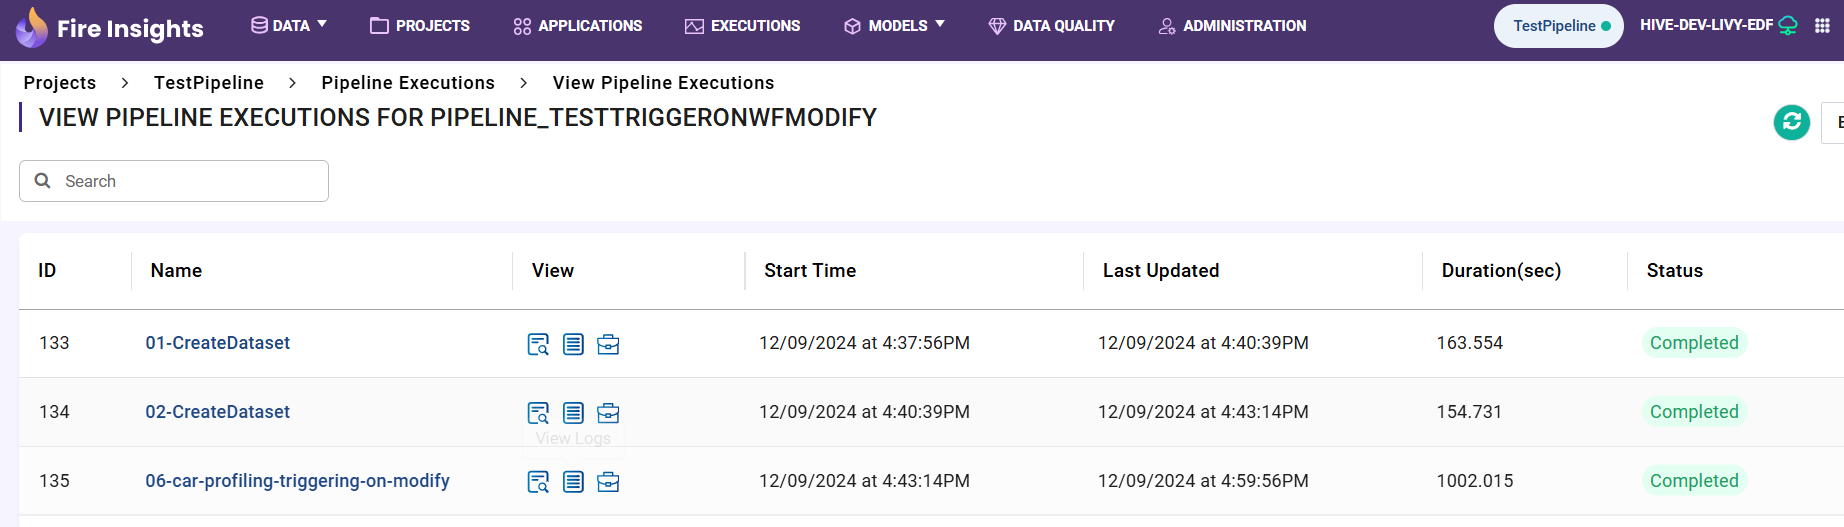 Fire Insights DATA PROJECTS APPLICATIONS EXECUTIONS MODELS DATA QUALITY ADMINISTRATION TestPipeline HIVE-DEV-LIVY-EDF
Projects > TestPipeline > Pipeline Executions > View Pipeline Executions
VIEW PIPELINE EXECUTIONS FOR PIPELINE_TESTTRIGGERONWFMODIFY
Search
ID Name View Start Time Last Updated Duration(sec) Status
133 01-CreateDataset 12/09/2024 at 4:37:56PM 12/09/2024 at 4:40:39PM 163.554 Completed
134 02-CreateDataset 12/09/2024 at 4:40:39PM 12/09/2024 at 4:43:14PM 154.731 Completed
View Logs
135 06-car-profiling-triggering-on-modify 12/09/2024 at 4:43:14PM 12/09/2024 at 4:59:56PM 1002.015 Completed